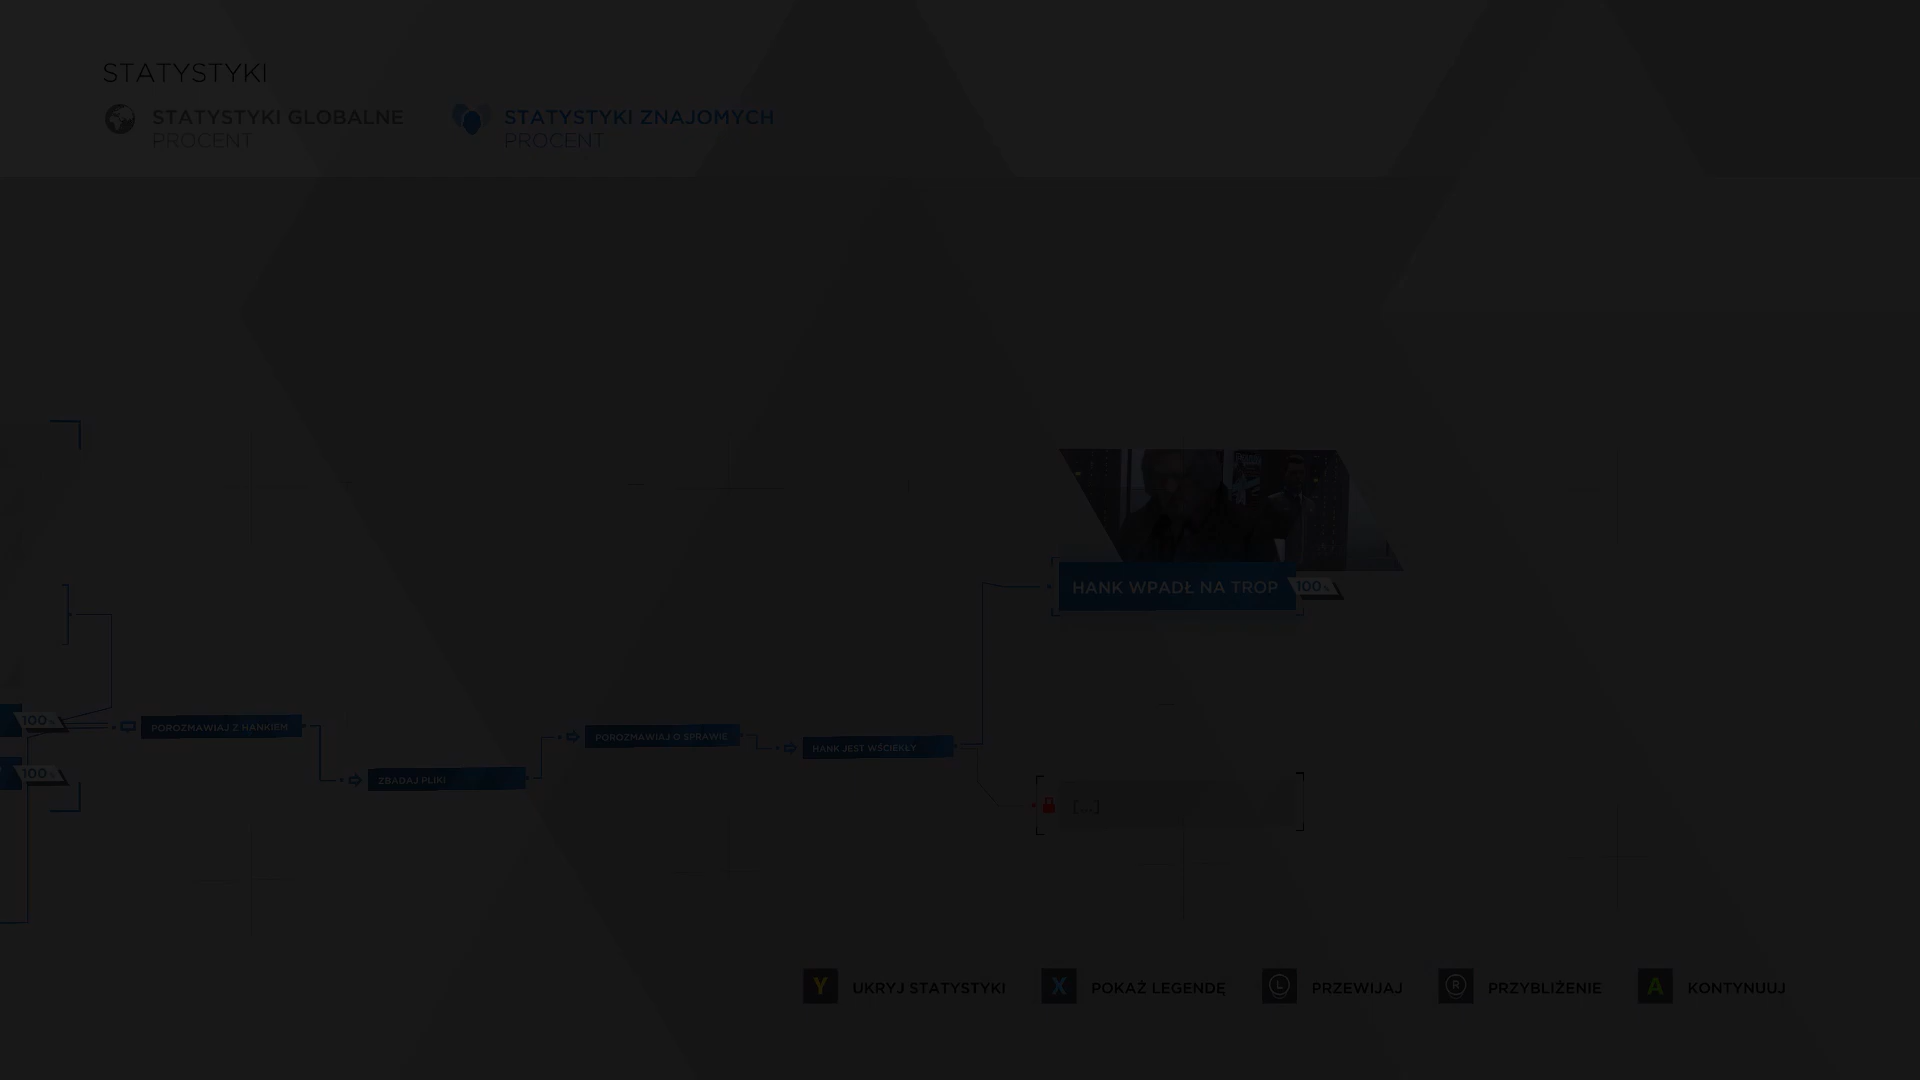 STATYSTYKI
STATYSTYKI GLOBALNE
PROCENT
STATYSTYKI ZNAJOMYCH
PROCENT
HANK WPADŁ NA TROP
100%
100%
POROZMAWIAJ Z HANKIEM
POROZMAWIAJ O SPRAWIE
HANK JEST WŚCIEKŁY
100%
ZBADAJ PLIKI
[...]
Y UKRYJ STATYSTYKI
X POKAŻ LEGENDĘ
L PRZEWIJAJ
R PRZYBLIŻENIE
A KONTYNUUJ